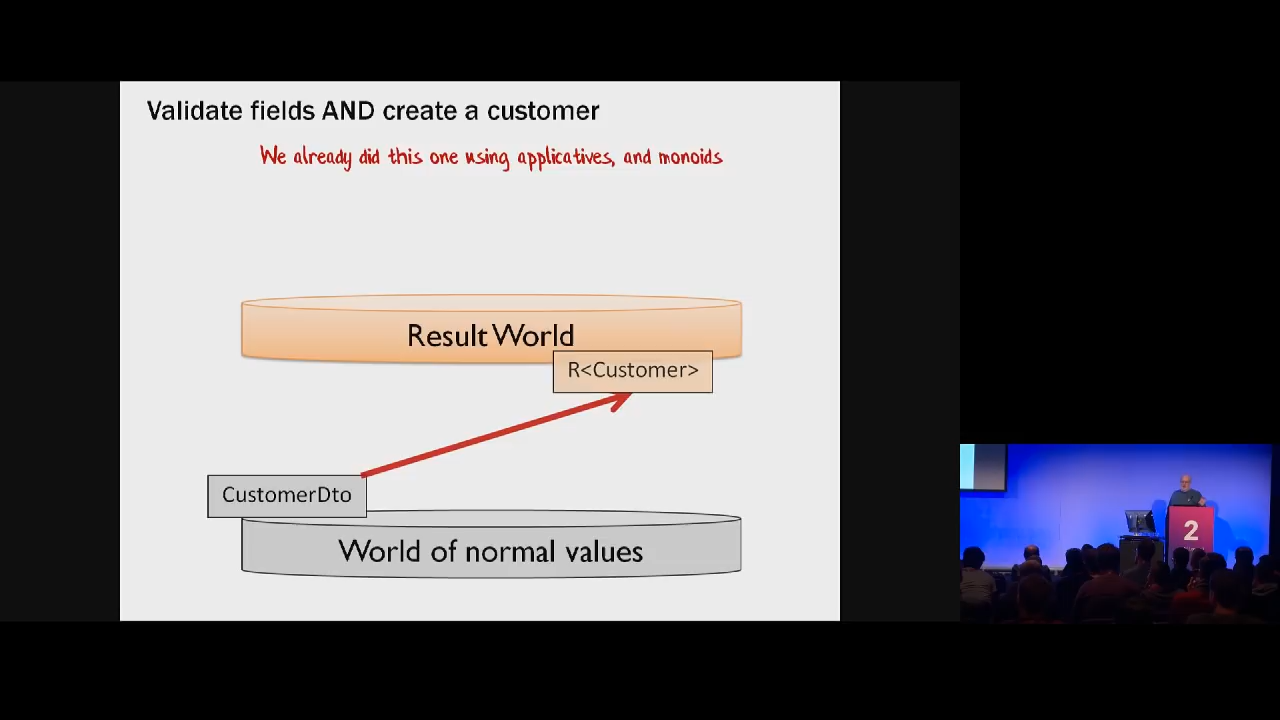 Validate fields AND create a customer
We already did this one using applicatives, and monoids
Result World
R<Customer>
CustomerDto
World of normal values
2